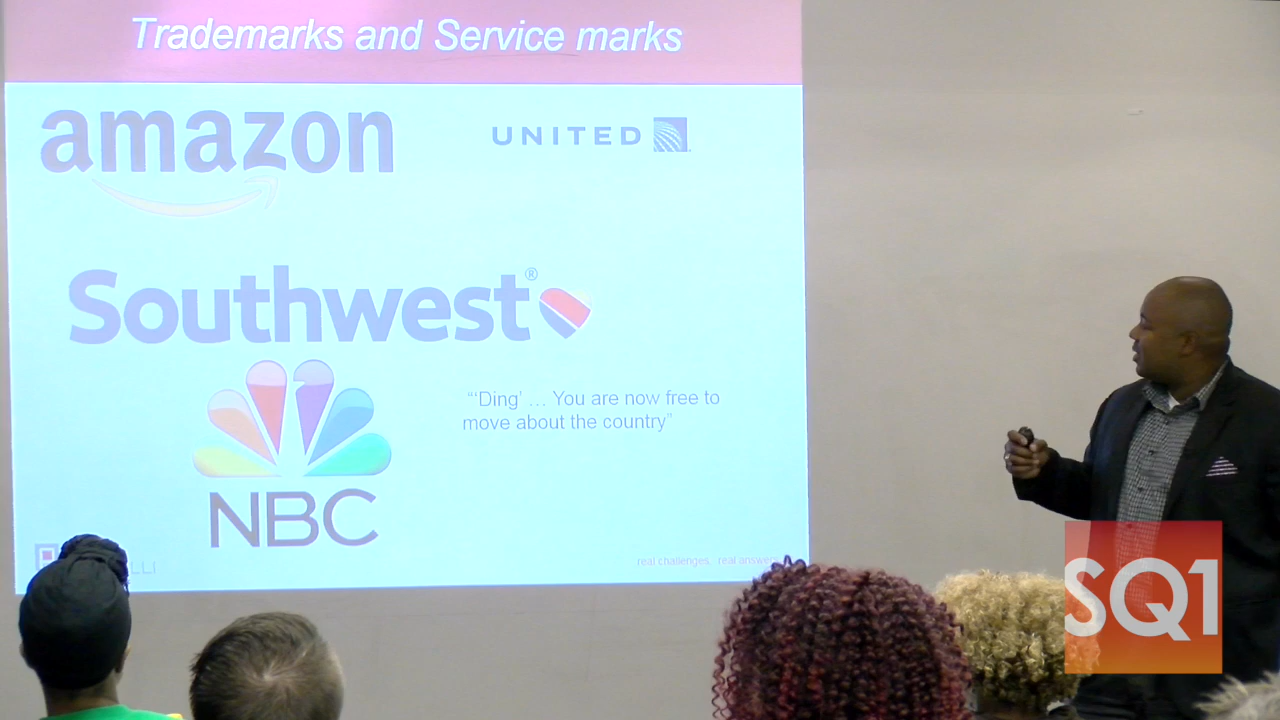 Trademarks and Service marks
amazon
UNITED
Southwest®
"'Ding' ... You are now free to
move about the country"
NBC
real challenges. real answers.
SQ1